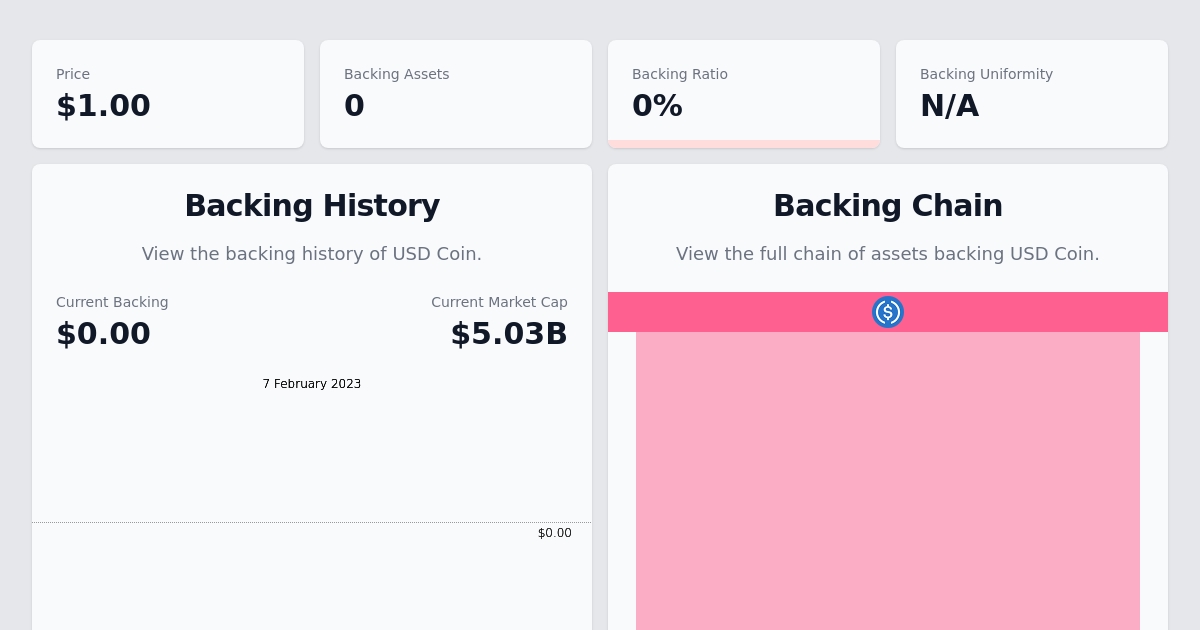 Price
$1.00
Backing Assets
0
Backing Ratio
0%
Backing Uniformity
N/A
Backing History
View the backing history of USD Coin.
Current Backing
$0.00
Current Market Cap
$5.03B
7 February 2023
$0.00
Backing Chain
View the full chain of assets backing USD Coin.
$